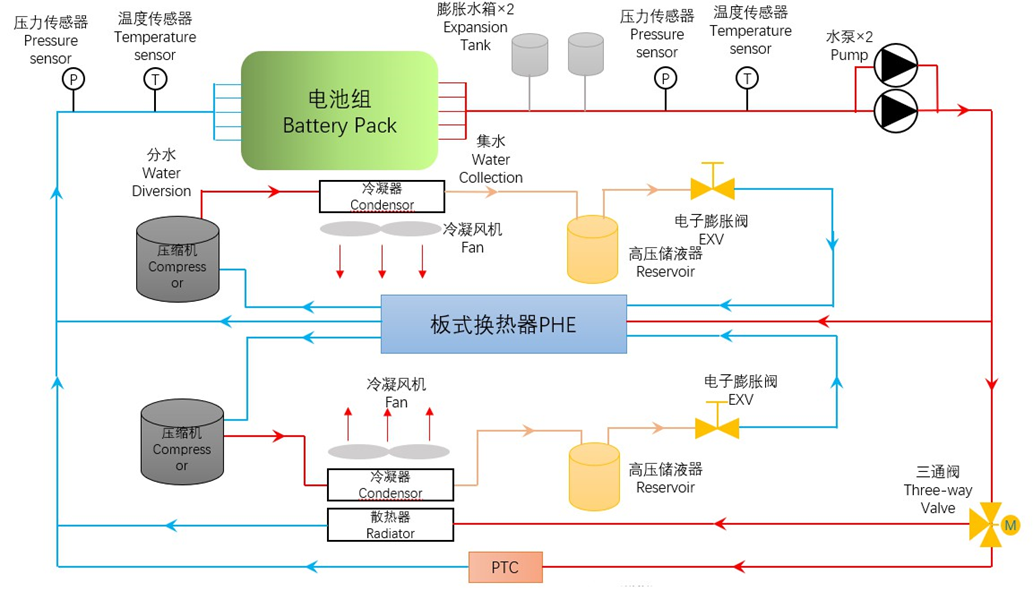 压力传感器
Pressure
sensor
P
温度传感器
Temperature
sensor
T
膨胀水箱×2
Expansion
Tank
压力传感器
Pressure
sensor
P
温度传感器
Temperature
sensor
T
水泵×2
Pump
电池组
Battery Pack
分水
Water
Diversion
集水
Water
Collection
冷凝器
Condensor
冷凝风机
Fan
压缩机
Compress
or
高压储液器
Reservoir
电子膨胀阀
EXV
板式换热器PHE
冷凝风机
Fan
电子膨胀阀
EXV
压缩机
Compress
or
冷凝器
Condensor
高压储液器
Reservoir
散热器
Radiator
三通阀
Three-way
Valve
M
PTC